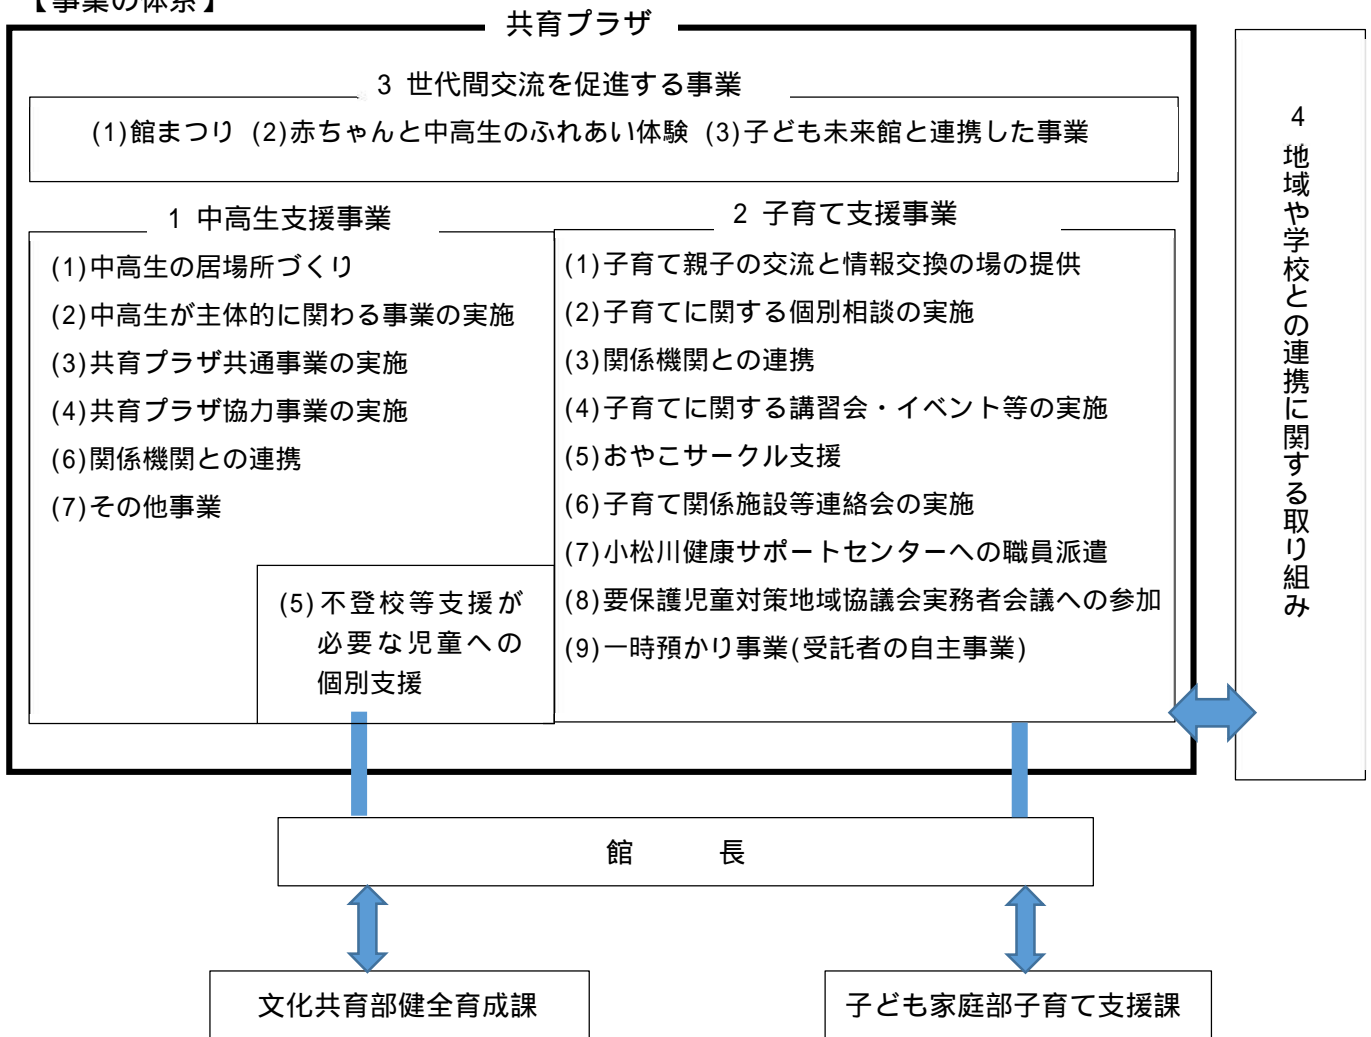 【事業の体系】
共育プラザ
3 世代間交流を促進する事業
(1)館まつり (2)赤ちゃんと中高生のふれあい体験 (3)子ども未来館と連携した事業
1 中高生支援事業
(1)中高生の居場所づくり
(2)中高生が主体的に関わる事業の実施
(3)共育プラザ共通事業の実施
(4)共育プラザ協力事業の実施
(6)関係機関との連携
(7)その他事業
(5)不登校等支援が
必要な児童への
個別支援
2 子育て支援事業
(1)子育て親子の交流と情報交換の場の提供
(2)子育てに関する個別相談の実施
(3)関係機関との連携
(4)子育てに関する講習会・イベント等の実施
(5)おやこサークル支援
(6)子育て関係施設等連絡会の実施
(7)小松川健康サポートセンターへの職員派遣
(8)要保護児童対策地域協議会実務者会議への参加
(9)一時預かり事業(受託者の自主事業)
4 地域や学校との連携に関する取り組み
館 長
文化共育部健全育成課
子ども家庭部子育て支援課